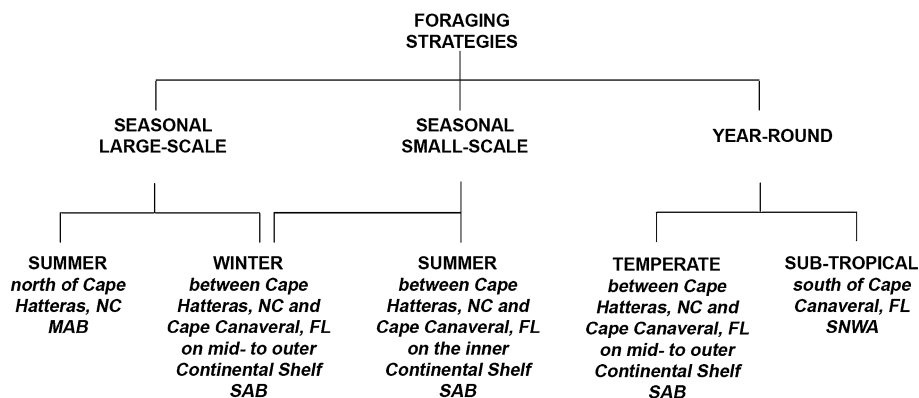 FORAGING
STRATEGIES
SEASONAL
LARGE-SCALE
SEASONAL
SMALL-SCALE
YEAR-ROUND
SUMMER
north of Cape
Hatteras, NC
MAB
WINTER
between Cape
Hatteras, NC and
Cape Canaveral, FL
on mid- to outer
Continental Shelf
SAB
SUMMER
between Cape
Hatteras, NC and
Cape Canaveral, FL
on the inner
Continental Shelf
SAB
TEMPERATE
between Cape
Hatteras, NC and
Cape Canaveral, FL
on mid- to outer
Continental Shelf
SAB
SUB-TROPICAL
south of Cape
Canaveral, FL
SNWA